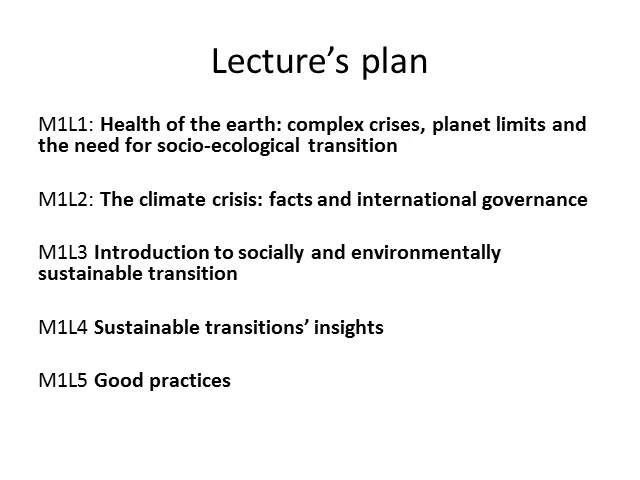 Lecture’s plan
M1L1: Health of the earth: complex crises, planet limits and
the need for socio-ecological transition
M1L2: The climate crisis: facts and international governance
M1L3 Introduction to socially and environmentally
sustainable transition
M1L4 Sustainable transitions’ insights
M1L5 Good practices